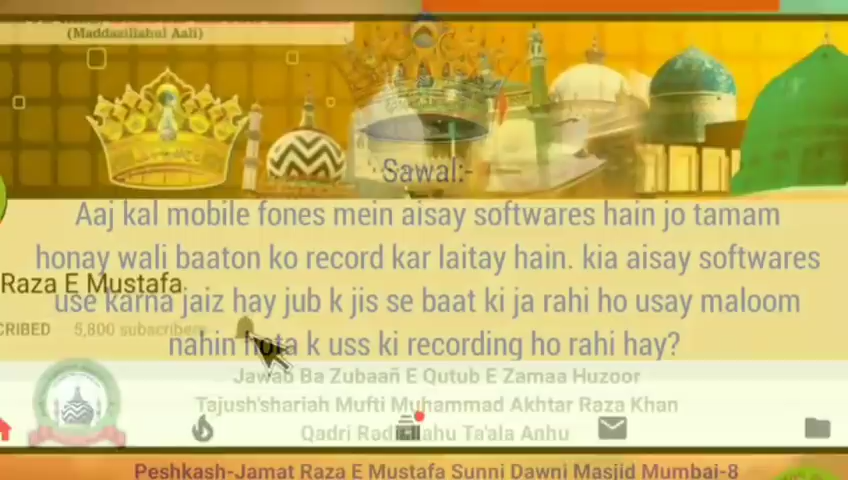 (Maddazillahul Aali)
Sawal:-
Aaj kal mobile fones mein aisay softwares hain jo tamam
honay wali baaton ko record kar laitay hain. kia aisay softwares
Raza E Mustafa
use karna jaiz hay jub k jis se baat ki ja rahi ho usay maloom
CRIBED 5,800 subscribers
nahin hota k uss ki recording ho rahi hay?
Jawab Ba Zubaañ E Qutub E Zamaa Huzoor
Tajush'shariah Mufti Muhammad Akhtar Raza Khan
Qadri Radiallahu Ta'ala Anhu
Peshkash-Jamat Raza E Mustafa Sunni Dawni Masjid Mumbai-8